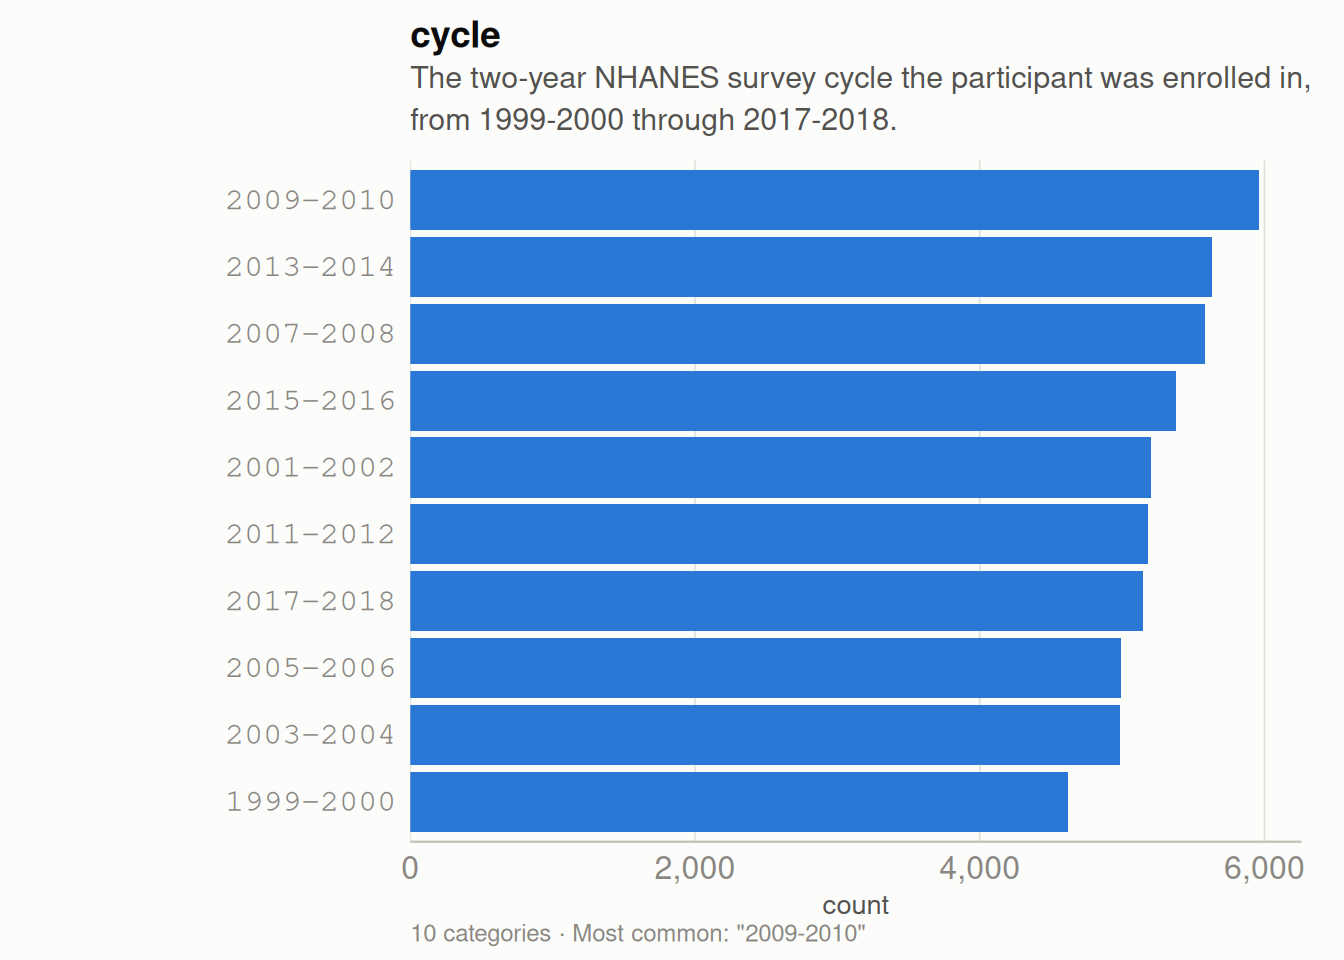 cycle
The two-year NHANES survey cycle the participant was enrolled in,
from 1999-2000 through 2017-2018.
2009−2010
2013−2014
2007−2008
2015−2016
2001−2002
2011−2012
2017−2018
2005−2006
2003−2004
1999−2000
0 2,000 4,000 6,000
count
10 categories · Most common: "2009-2010"